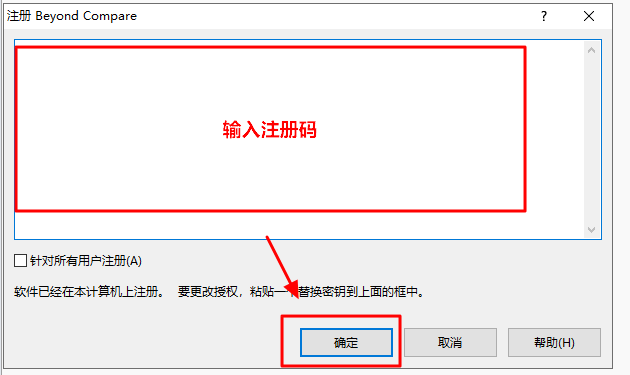 注册 Beyond Compare
?
输入注册码
针对所有用户注册(A)
软件已经在本计算机上注册。 要更改授权，粘贴一个替换密钥到上面的框中。
确定 取消 帮助(H)